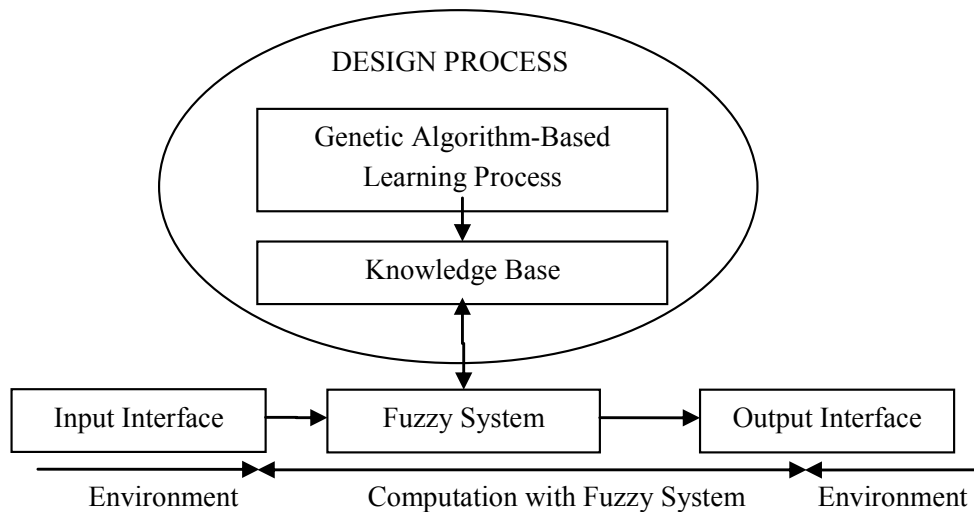 DESIGN PROCESS
Genetic Algorithm-Based
Learning Process
Knowledge Base
Input Interface
Fuzzy System
Output Interface
Environment
Computation with Fuzzy System
Environment